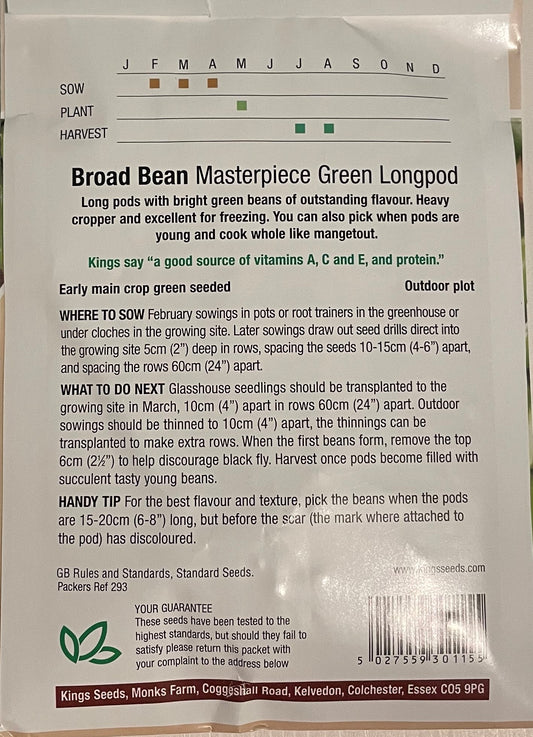 J F M A M J J A S O N D
SOW
PLANT
HARVEST
Broad Bean Masterpiece Green Longpod
Long pods with bright green beans of outstanding flavour. Heavy
cropper and excellent for freezing. You can also pick when pods are
young and cook whole like mangetout.
Kings say “a good source of vitamins A, C and E, and protein.”
Early main crop green seeded Outdoor plot
WHERE TO SOW February sowings in pots or root trainers in the greenhouse or
under cloches in the growing site. Later sowings draw out seed drills direct into
the growing site 5cm (2”) deep in rows, spacing the seeds 10-15cm (4-6”) apart,
and spacing the rows 60cm (24”) apart.
WHAT TO DO NEXT Glasshouse seedlings should be transplanted to the
growing site in March, 10cm (4”) apart in rows 60cm (24”) apart. Outdoor
sowings should be thinned to 10cm (4”) apart, the thinnings can be
transplanted to make extra rows. When the first beans form, remove the top
6cm (2½”) to help discourage black fly. Harvest once pods become filled with
succulent tasty young beans.
HANDY TIP For the best flavour and texture, pick the beans when the pods
are 15-20cm (6-8”) long, but before the scar (the mark where attached to
the pod) has discoloured.
GB Rules and Standards, Standard Seeds. www.kingsseeds.com
Packers Ref 293
YOUR GUARANTEE
These seeds have been tested to the
highest standards, but should they fail to
satisfy please return this packet with
your complaint to the address below
5 027559 301155
Kings Seeds, Monks Farm, Coggeshall Road, Kelvedon, Colchester, Essex CO5 9PG